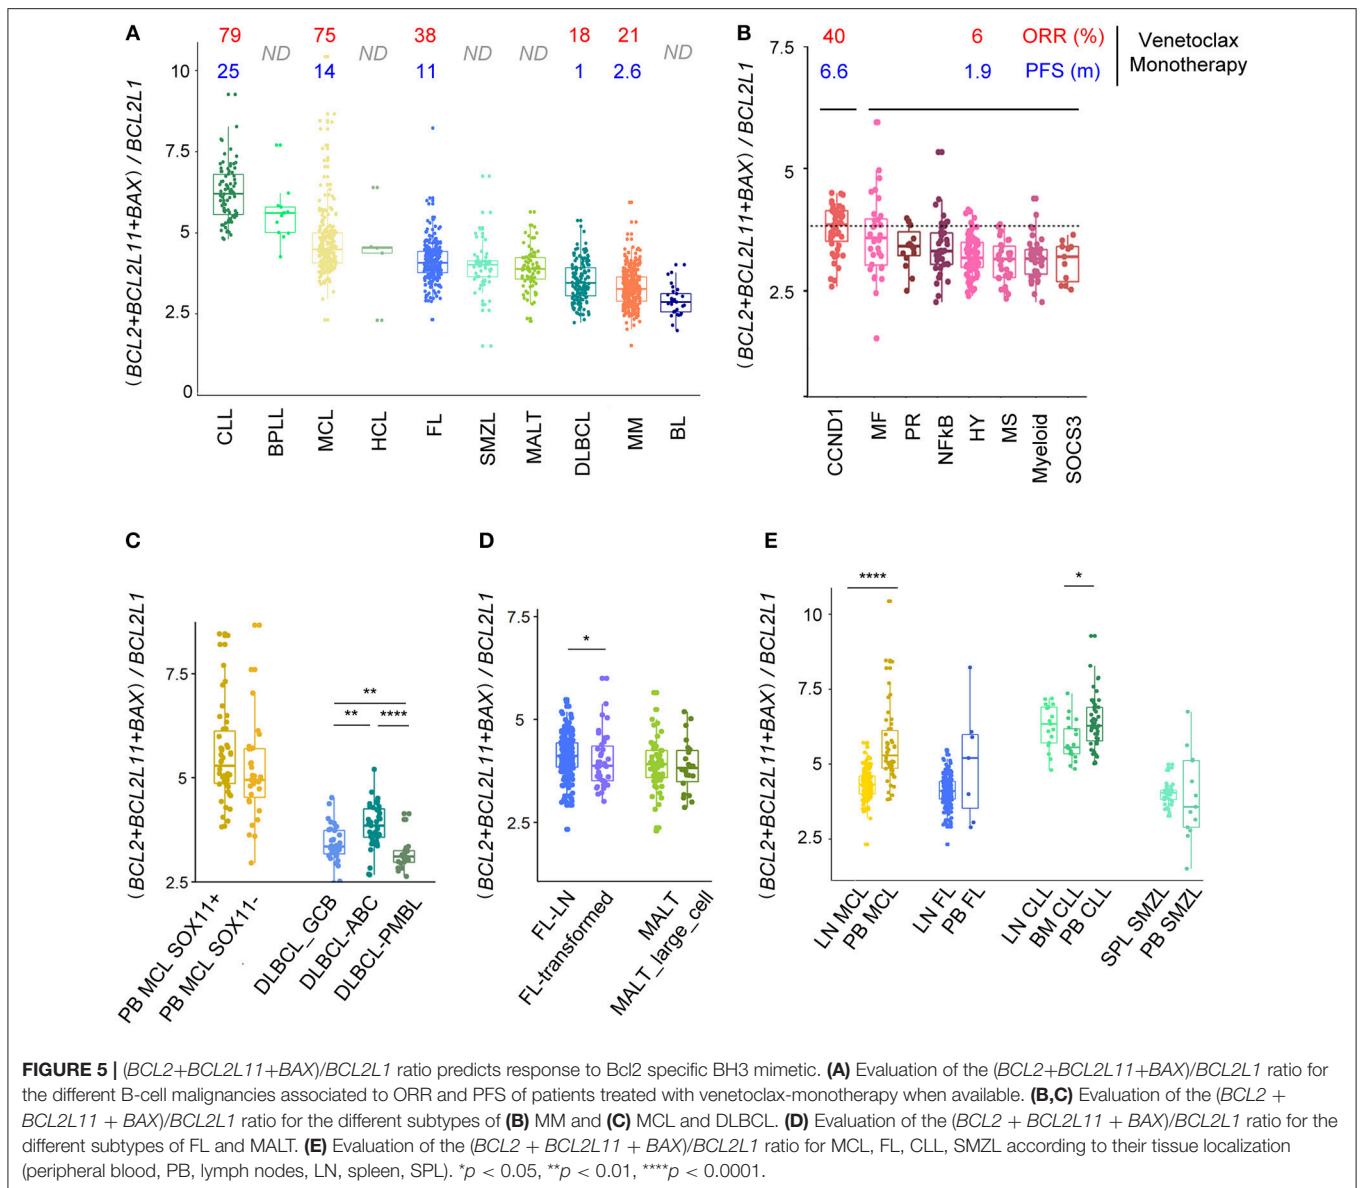 A
79 75 38 18 21
ND ND ND ND ND
25 14 11 1 2.6
(BCL2+BCL2L11+BAX) / BCL2L1
10
7.5
5
2.5
0
CLL BPLL MCL HCL FL SMZL MALT DLBCL MM BL
B
40 6 ORR (%)
6.6 1.9 PFS (m)
Venetoclax
Monotherapy
(BCL2+BCL2L11+BAX) / BCL2L1
7.5
5
2.5
CCND1 MF PR NFkB HY MS Myeloid SOCS3
C
(BCL2+BCL2L11+BAX) / BCL2L1
7.5
5
2.5
**
** ****
PB MCL SOX11+ PB MCL SOX11- DLBCL_GCB DLBCL-ABC DLBCL-PMBL
D
(BCL2+BCL2L11+BAX) / BCL2L1
7.5
5
2.5
*
FL-LN FL-transformed MALT MALT_large_cell
E
(BCL2+BCL2L11+BAX) / BCL2L1
10
7.5
5
2.5
**** *
LN MCL PB MCL LN FL PB FL LN CLL BM CLL PB CLL SPL SMZL PB SMZL
FIGURE 5 | (BCL2+BCL2L11+BAX)/BCL2L1 ratio predicts response to Bcl2 specific BH3 mimetic. (A) Evaluation of the (BCL2+BCL2L11+BAX)/BCL2L1 ratio for
the different B-cell malignancies associated to ORR and PFS of patients treated with venetoclax-monotherapy when available. (B,C) Evaluation of the (BCL2 +
BCL2L11 + BAX)/BCL2L1 ratio for the different subtypes of (B) MM and (C) MCL and DLBCL. (D) Evaluation of the (BCL2 + BCL2L11 + BAX)/BCL2L1 ratio for the
different subtypes of FL and MALT. (E) Evaluation of the (BCL2 + BCL2L11 + BAX)/BCL2L1 ratio for MCL, FL, CLL, SMZL according to their tissue localization
(peripheral blood, PB, lymph nodes, LN, spleen, SPL). *p < 0.05, **p < 0.01, ****p < 0.0001.